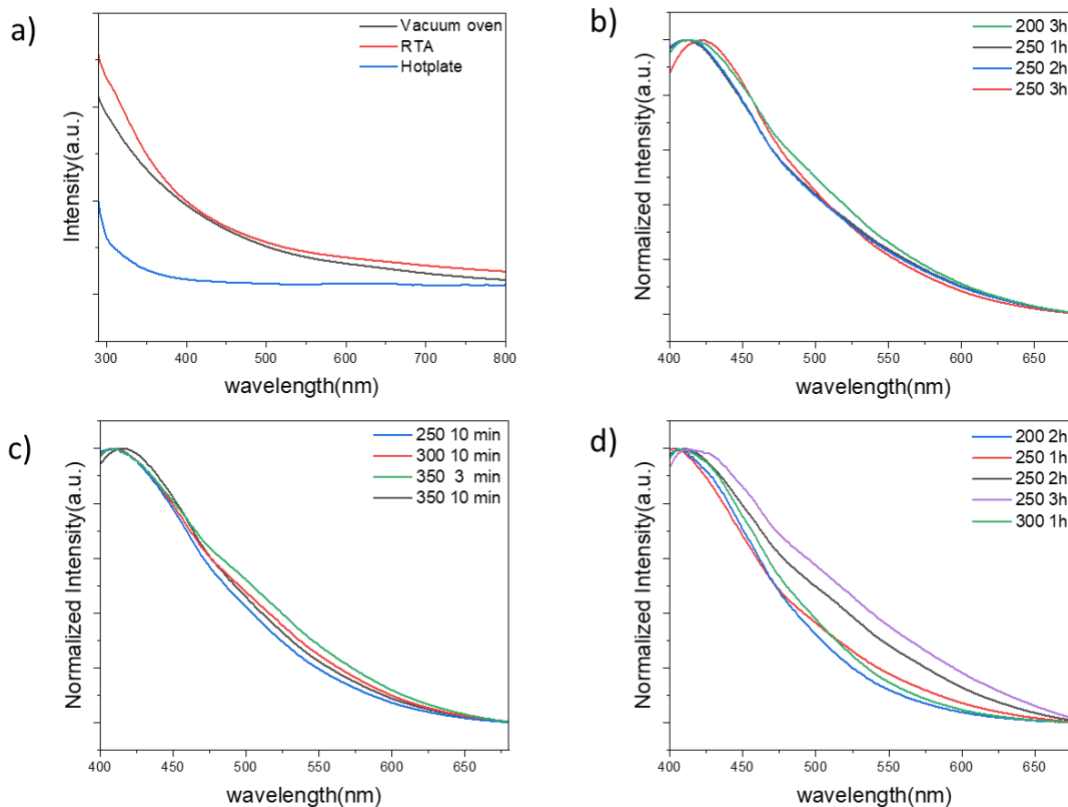 a)
Vacuum oven
RTA
Hotplate
Intensity(a.u.)
300 400 500 600 700 800
wavelength(nm)
b)
200 3h
250 1h
250 2h
250 3h
Normalized Intensity(a.u.)
400 450 500 550 600 650
wavelength(nm)
c)
250 10 min
300 10 min
350 3 min
350 10 min
Normalized Intensity(a.u.)
400 450 500 550 600 650
wavelength(nm)
d)
200 2h
250 1h
250 2h
250 3h
300 1h
Normalized Intensity(a.u.)
400 450 500 550 600 650
wavelength(nm)